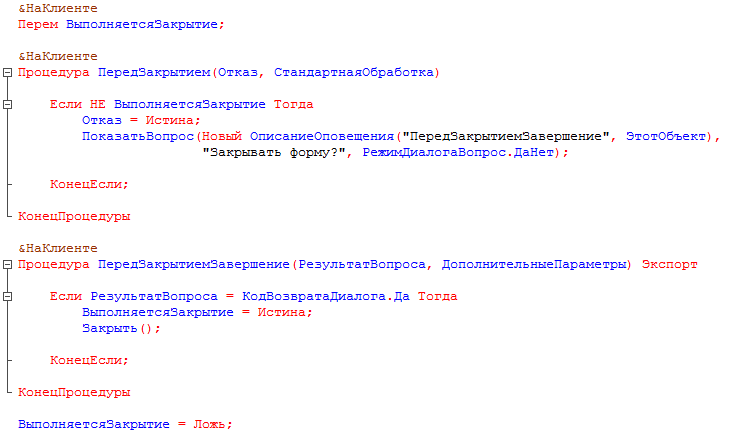 &НаКлиенте
Перем ВыполняетсяЗакрытие;
&НаКлиенте
Процедура ПередЗакрытием(Отказ, СтандартнаяОбработка)
Если НЕ ВыполняетсяЗакрытие Тогда
Отказ = Истина;
ПоказатьВопрос(Новый ОписаниеОповещения("ПередЗакрытиемЗавершение", ЭтотОбъект),
"Закрывать форму?", РежимДиалогаВопрос.ДаНет);
КонецЕсли;
КонецПроцедуры
&НаКлиенте
Процедура ПередЗакрытиемЗавершение(РезультатВопроса, ДополнительныеПараметры) Экспорт
Если РезультатВопроса = КодВозвратаДиалога.Да Тогда
ВыполняетсяЗакрытие = Истина;
Закрыть();
КонецЕсли;
КонецПроцедуры
ВыполняетсяЗакрытие = Ложь;